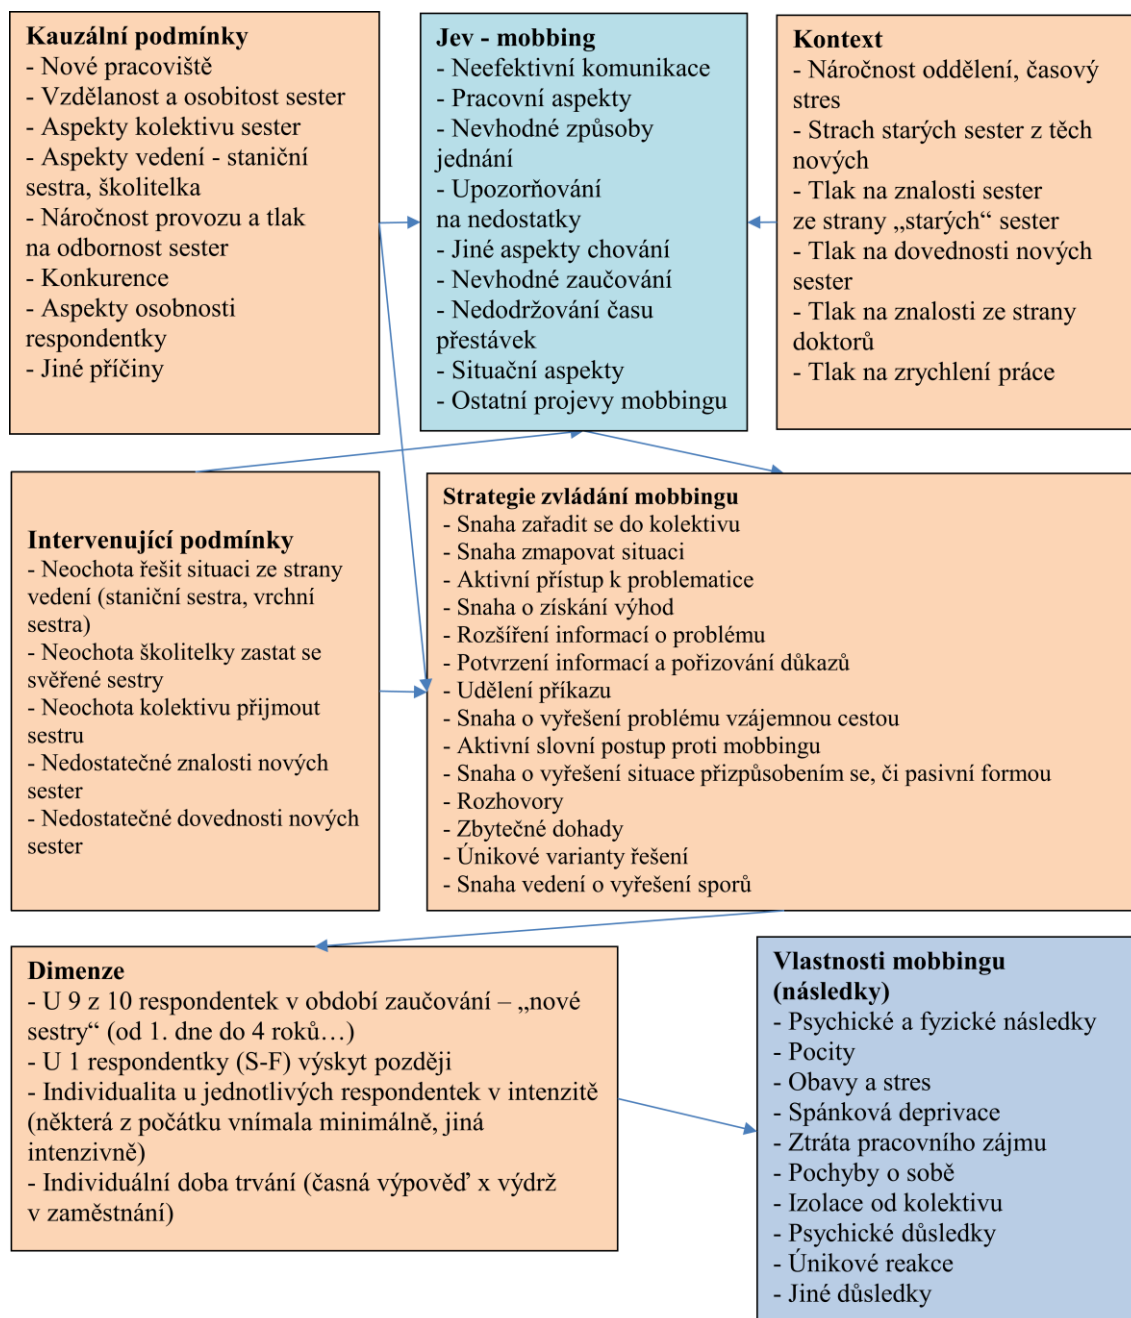 Kauzální podmínky
- Nové pracoviště
- Vzdělanost a osobitost sester
- Aspekty kolektivu sester
- Aspekty vedení - staniční
sestra, školitelka
- Náročnost provozu a tlak
na odbornost sester
- Konkurence
- Aspekty osobnosti
respondentky
- Jiné příčiny
Jev - mobbing
- Neefektivní komunikace
- Pracovní aspekty
- Nevhodné způsoby
jednání
- Upozorňování
na nedostatky
- Jiné aspekty chování
- Nevhodné zaučování
- Nedodržování času
přestávek
- Situační aspekty
- Ostatní projevy mobbingu
Kontext
- Náročnost oddělení, časový
stres
- Strach starých sester z těch
nových
- Tlak na znalosti sester
ze strany „starých“ sester
- Tlak na dovednosti nových
sester
- Tlak na znalosti ze strany
doktorů
- Tlak na zrychlení práce
Intervenující podmínky
- Neochota řešit situaci ze strany
vedení (staniční sestra, vrchní
sestra)
- Neochota školitelky zastat se
svěřené sestry
- Neochota kolektivu přijmout
sestru
- Nedostatečné znalosti nových
sester
- Nedostatečné dovednosti nových
sester
Strategie zvládání mobbingu
- Snaha zařadit se do kolektivu
- Snaha zmapovat situaci
- Aktivní přístup k problematice
- Snaha o získání výhod
- Rozšíření informací o problému
- Potvrzení informací a pořizování důkazů
- Udělení příkazu
- Snaha o vyřešení problému vzájemnou cestou
- Aktivní slovní postup proti mobbingu
- Snaha o vyřešení situace přizpůsobením se, či pasivní formou
- Rozhovory
- Zbytečné dohady
- Únikové varianty řešení
- Snaha vedení o vyřešení sporů
Dimenze
- U 9 z 10 respondentek v období zaučování – „nové
sestry“ (od 1. dne do 4 roků…)
- U 1 respondentky (S-F) výskyt později
- Individualita u jednotlivých respondentek v intenzitě
(některá z počátku vnímala minimálně, jiná
intenzivně)
- Individuální doba trvání (časná výpověď x výdrž
v zaměstnání)
Vlastnosti mobbingu
(následky)
- Psychické a fyzické následky
- Pocity
- Obavy a stres
- Spánková deprivace
- Ztráta pracovního zájmu
- Pochyby o sobě
- Izolace od kolektivu
- Psychické důsledky
- Únikové reakce
- Jiné důsledky